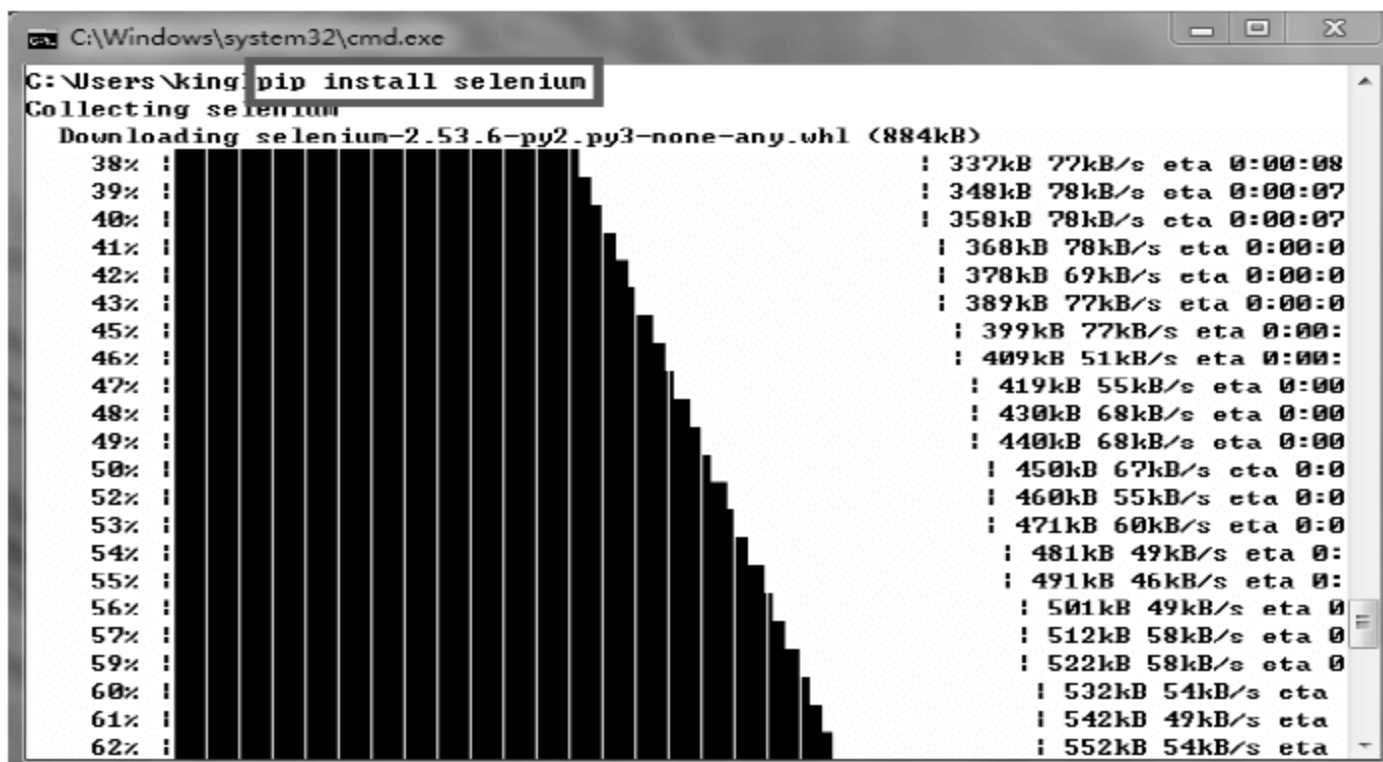 C:\Windows\system32\cmd.exe
C:\Users\king>pip install selenium
Collecting selenium
Downloading selenium-2.53.6-py2.py3-none-any.whl (884kB)
38% | | 337kB 77kB/s eta 0:00:08
39% | | 348kB 78kB/s eta 0:00:07
40% | | 358kB 78kB/s eta 0:00:07
41% | | 368kB 78kB/s eta 0:00:0
42% | | 378kB 69kB/s eta 0:00:0
43% | | 389kB 77kB/s eta 0:00:0
45% | | 399kB 77kB/s eta 0:00:
46% | | 409kB 51kB/s eta 0:00:
47% | | 419kB 55kB/s eta 0:00
48% | | 430kB 68kB/s eta 0:00
49% | | 440kB 68kB/s eta 0:00
50% | | 450kB 67kB/s eta 0:0
52% | | 460kB 55kB/s eta 0:0
53% | | 471kB 60kB/s eta 0:0
54% | | 481kB 49kB/s eta 0:
55% | | 491kB 46kB/s eta 0:
56% | | 501kB 49kB/s eta 0
57% | | 512kB 58kB/s eta 0
59% | | 522kB 58kB/s eta 0
60% | | 532kB 54kB/s eta
61% | | 542kB 49kB/s eta
62% | | 552kB 54kB/s eta